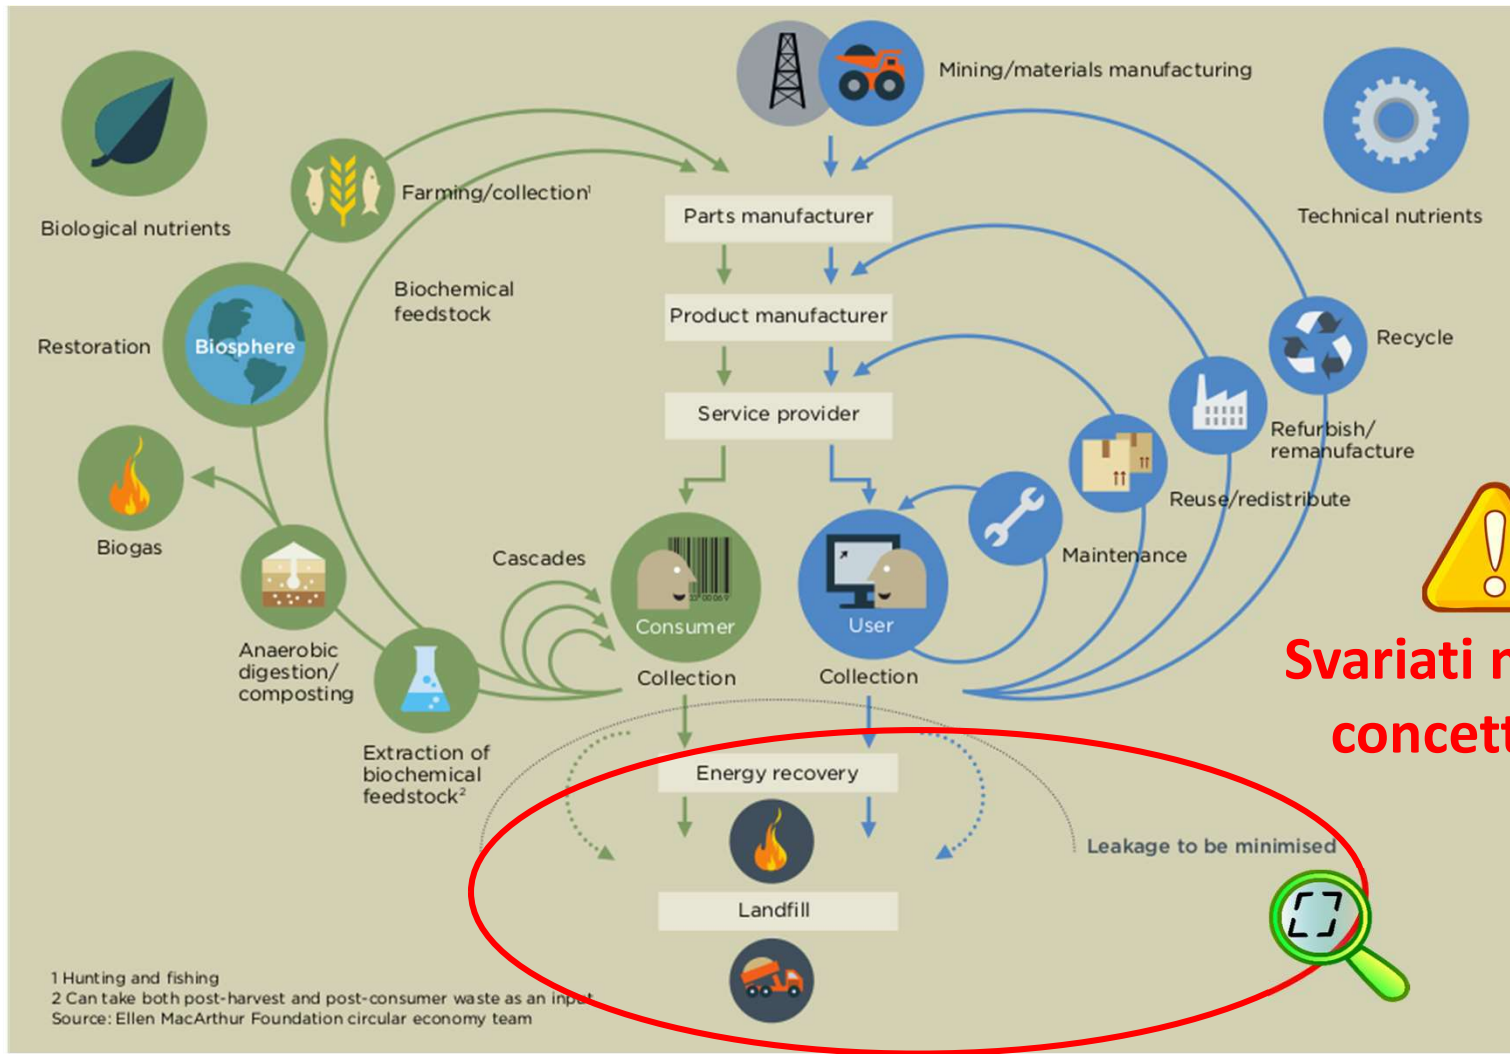 Mining/materials manufacturing
Biological nutrients
Technical nutrients
Farming/collection¹
Parts manufacturer
Biochemical
feedstock
Product manufacturer
Restoration
Biosphere
Recycle
Service provider
Refurbish/
remanufacture
Reuse/redistribute
Biogas
Cascades
Maintenance
Consumer
User
Anaerobic
digestion/
composting
Collection
Collection
Svariati
concett
Extraction of
biochemical
feedstock²
Energy recovery
Leakage to be minimised
Landfill
1 Hunting and fishing
2 Can take both post-harvest and post-consumer waste as an input
Source: Ellen MacArthur Foundation circular economy team